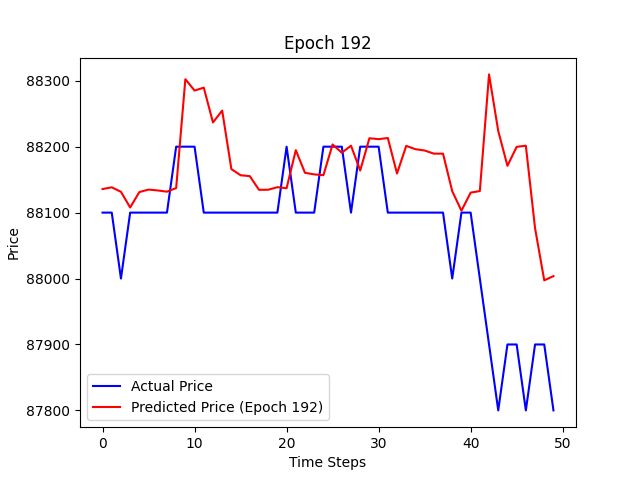 Epoch 192
Price
88300
88200
88100
88000
87900
87800
Actual Price
Predicted Price (Epoch 192)
0 10 20 30 40 50
Time Steps